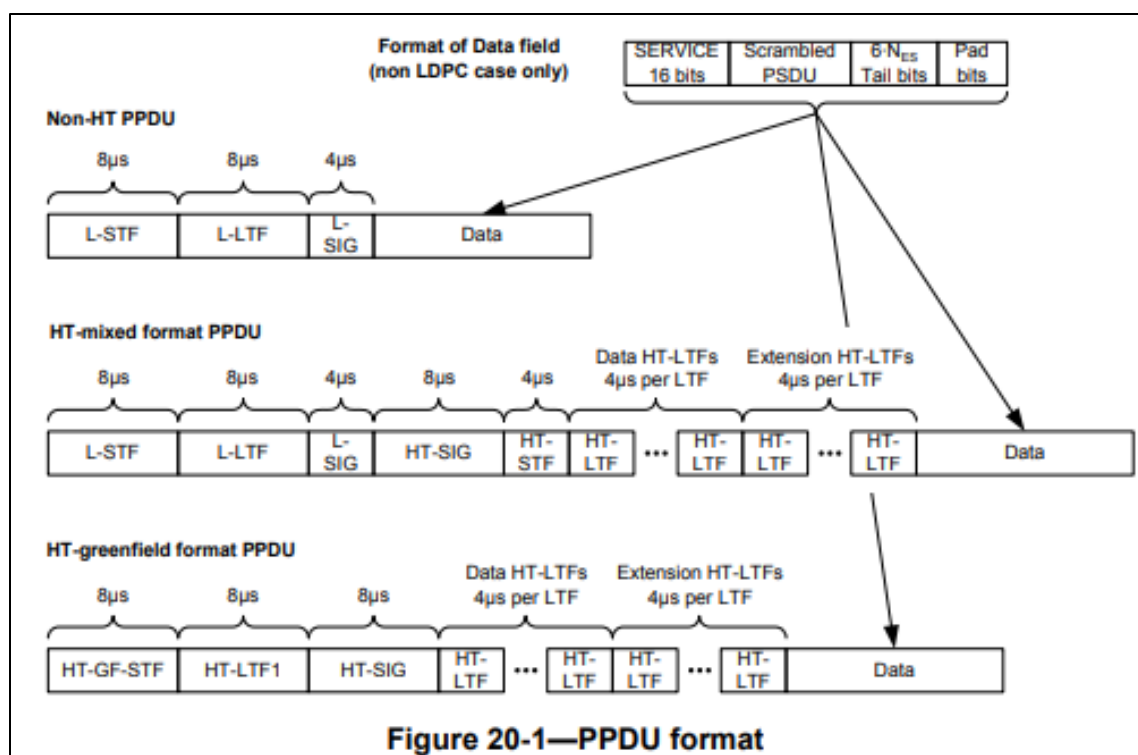 Format of Data field
(non LDPC case only)
SERVICE
16 bits
Scrambled
PSDU
6·NES
Tail bits
Pad
bits
Non-HT PPDU
8µs
8µs
4µs
L-STF
L-LTF
L-
SIG
Data
HT-mixed format PPDU
Data HT-LTFs
4µs per LTF
Extension HT-LTFs
4µs per LTF
8µs
8µs
4µs
8µs
4µs
L-STF
L-LTF
L-
SIG
HT-SIG
HT-
STF
HT-
LTF
•••
HT-
LTF
HT-
LTF
•••
HT-
LTF
Data
HT-greenfield format PPDU
Data HT-LTFs
4µs per LTF
Extension HT-LTFs
4µs per LTF
8µs
8µs
8µs
HT-GF-STF
HT-LTF1
HT-SIG
HT-
LTF
•••
HT-
LTF
HT-
LTF
•••
HT-
LTF
Data
Figure 20-1—PPDU format